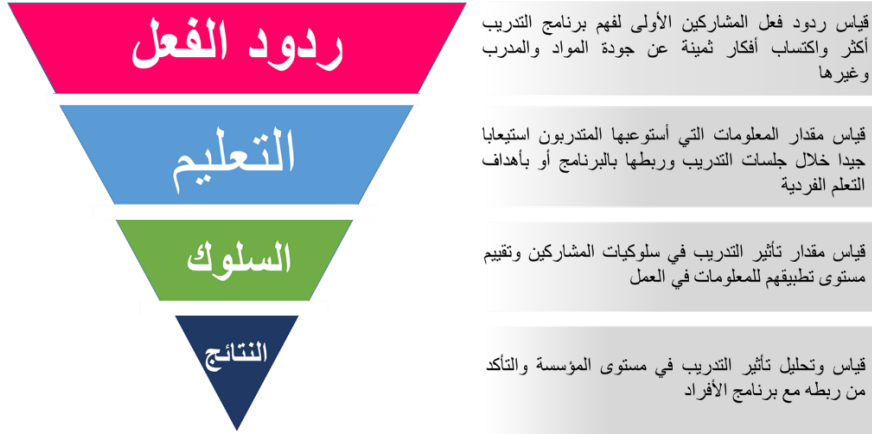 ردود الفعل
قياس ردود فعل المشاركين الأولى لفهم برنامج التدريب
أكثر واكتساب أفكار ثمينة عن جودة المواد والمدرب
وغيرها
التعليم
قياس مقدار المعلومات التي أستوعبها المتدربون استيعابا
جيدا خلال جلسات التدريب وربطها بالبرنامج أو بأهداف
التعلم الفردية
السلوك
قياس مقدار تأثير التدريب في سلوكيات المشاركين وتقييم
مستوى تطبيقهم للمعلومات في العمل
النتائج
قياس وتحليل تأثير التدريب في مستوى المؤسسة والتأكد
من ربطه مع برنامج الأفراد